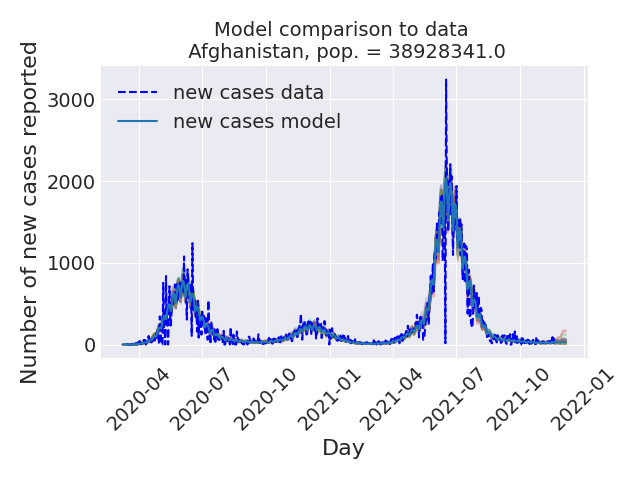 Model comparison to data
Afghanistan, pop. = 38928341.0
Number of new cases reported
3000
2000
1000
0
new cases data
new cases model
2020-04
2020-07
2020-10
2021-01
2021-04
2021-07
2021-10
2022-01
Day